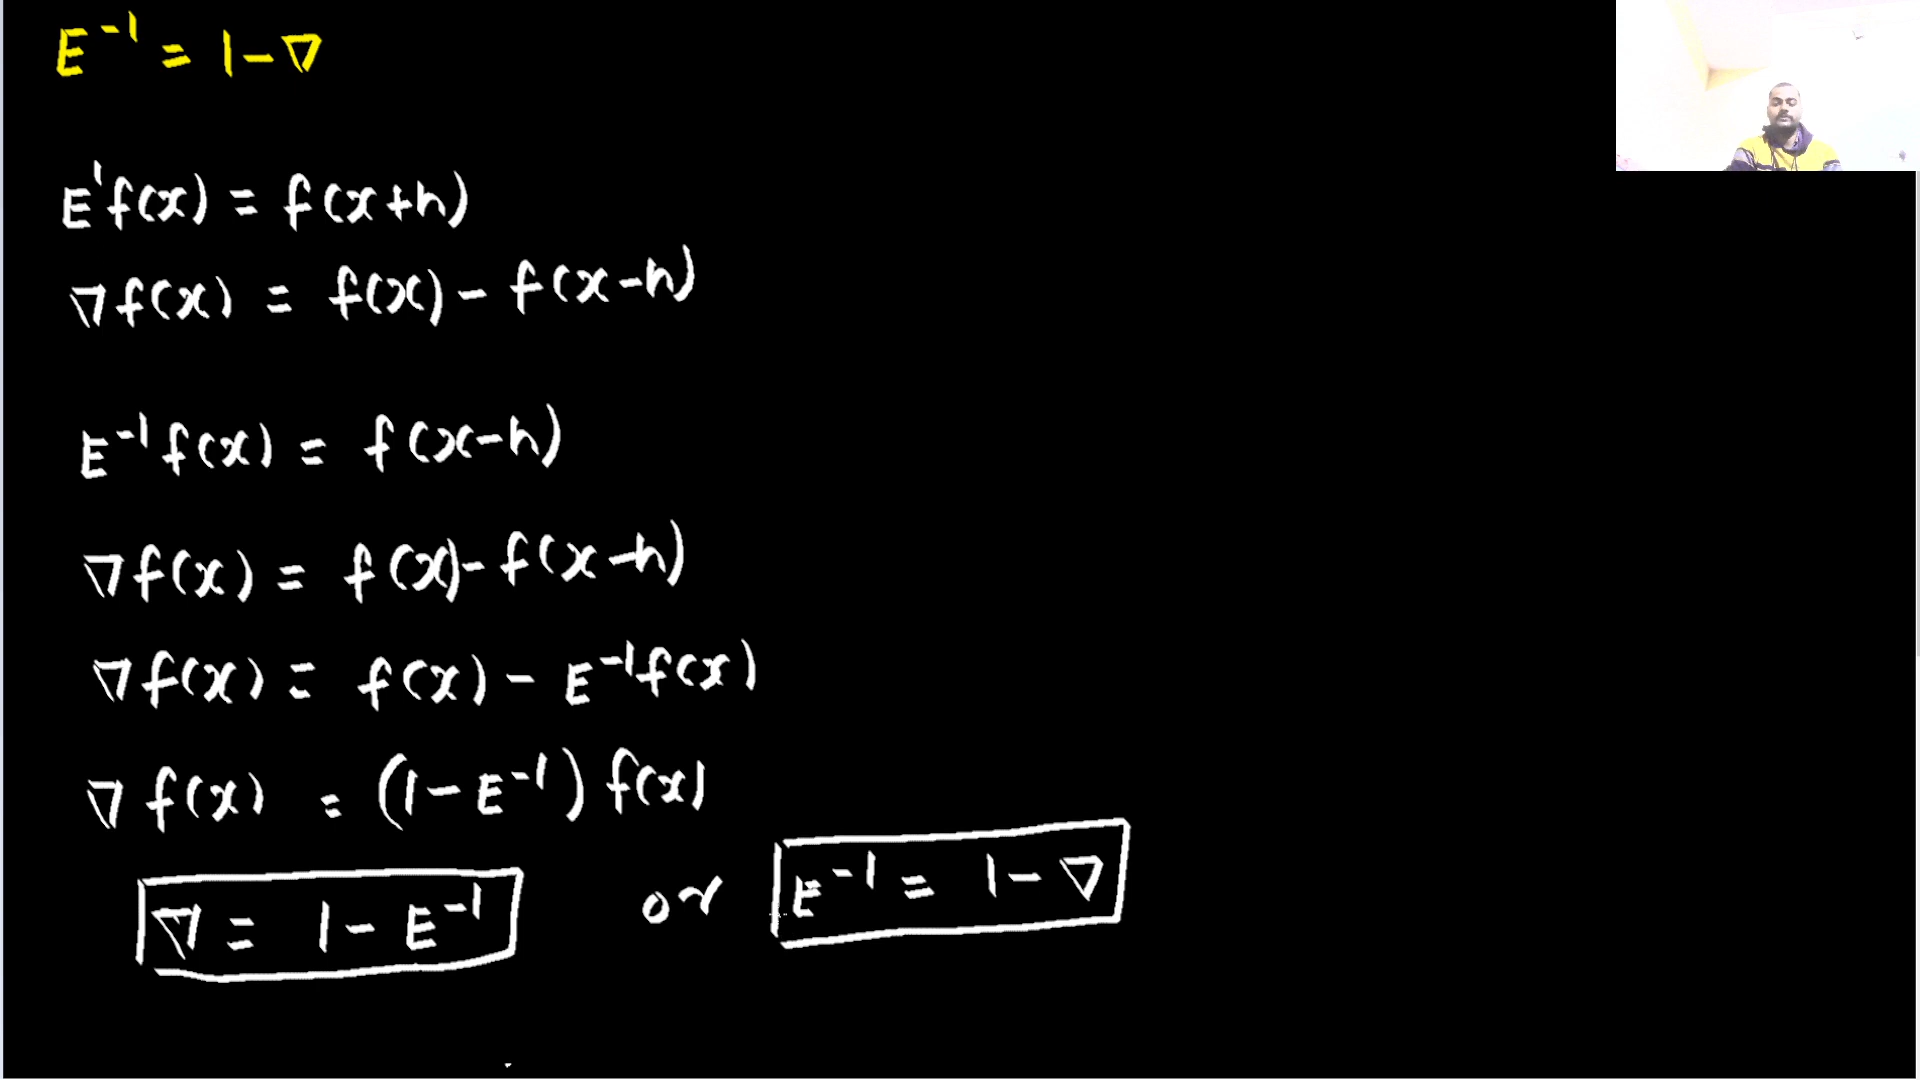 E⁻¹ = 1 - ∇
E¹f(x) = f(x+h)
∇f(x) = f(x) - f(x-h)
E⁻¹f(x) = f(x-h)
∇f(x) = f(x) - f(x-h)
∇f(x) = f(x) - E⁻¹f(x)
∇f(x) = (1 - E⁻¹) f(x)
∇ = 1 - E⁻¹ or E⁻¹ = 1 - ∇